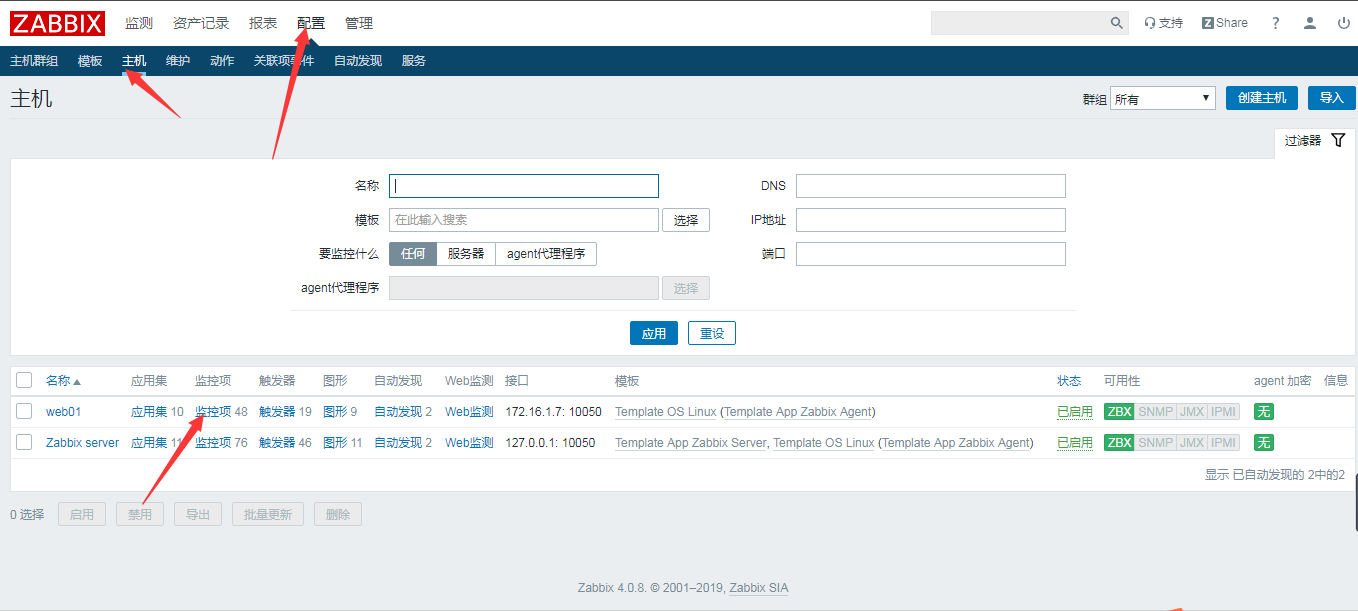 ZABBIX 监测 资产记录 报表 配置 管理 支持 Z Share ?
主机群组 模板 主机 维护 动作 关联项事件 自动发现 服务
主机 群组 所有 创建主机 导入
过滤器
名称 DNS
模板 在此输入搜索 选择 IP地址
要监控什么 任何 服务器 agent代理程序 端口
agent代理程序 选择
应用 重设
名称 应用集 监控项 触发器 图形 自动发现 Web监测 接口 模板 状态 可用性 agent 加密 信息
web01 应用集 10 监控项 48 触发器 19 图形 9 自动发现 2 Web监测 172.16.1.7: 10050 Template OS Linux (Template App Zabbix Agent) 已启用 ZBX SNMP JMX IPMI 无
Zabbix server 应用集 11 监控项 76 触发器 46 图形 11 自动发现 2 Web监测 127.0.0.1: 10050 Template App Zabbix Server, Template OS Linux (Template App Zabbix Agent) 已启用 ZBX SNMP JMX IPMI 无
显示 已自动发现的 2中的2
0 选择 启用 禁用 导出 批量更新 删除
Zabbix 4.0.8. © 2001–2019, Zabbix SIA